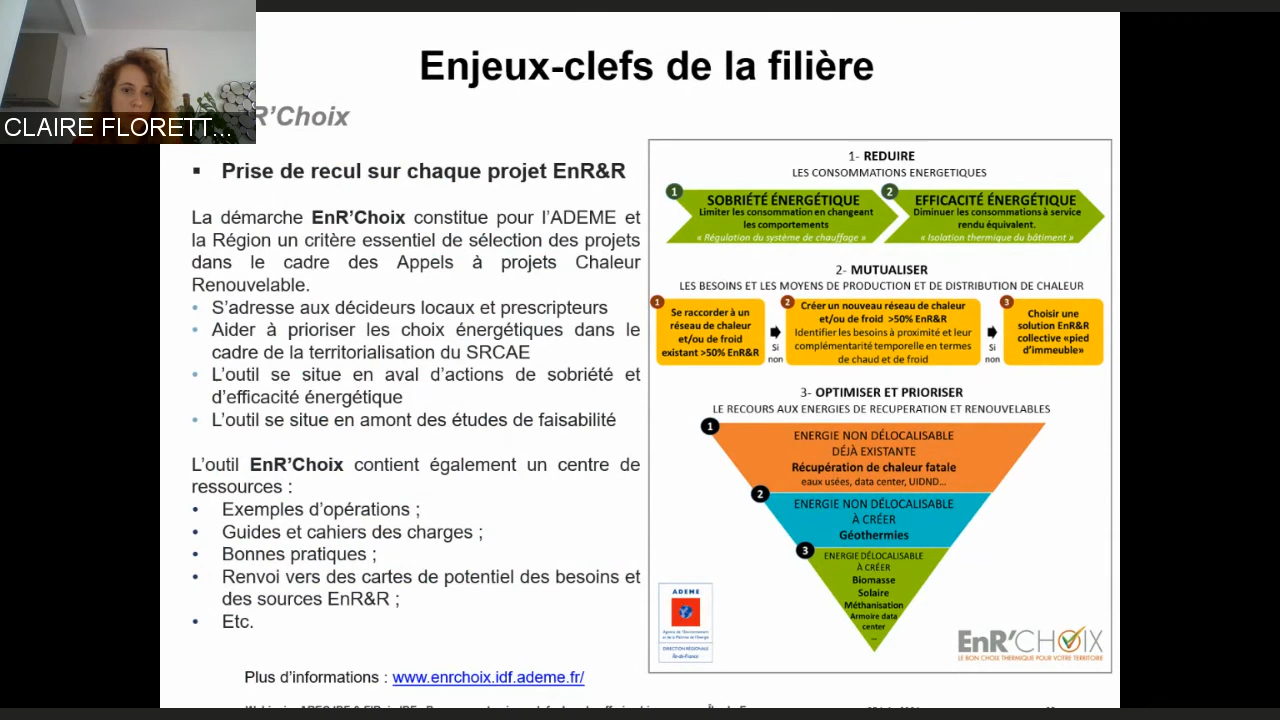 Enjeux-clefs de la filière
R'Choix
CLAIRE FLORETT...
▪ Prise de recul sur chaque projet EnR&R
La démarche EnR'Choix constitue pour l'ADEME et
la Région un critère essentiel de sélection des projets
dans le cadre des Appels à projets Chaleur
Renouvelable.
• S'adresse aux décideurs locaux et prescripteurs
• Aider à prioriser les choix énergétiques dans le
cadre de la territorialisation du SRCAE
• L'outil se situe en aval d'actions de sobriété et
d'efficacité énergétique
• L'outil se situe en amont des études de faisabilité
L'outil EnR'Choix contient également un centre de
ressources :
• Exemples d'opérations ;
• Guides et cahiers des charges ;
• Bonnes pratiques ;
• Renvoi vers des cartes de potentiel des besoins et
des sources EnR&R ;
• Etc.
Plus d'informations : www.enrchoix.idf.ademe.fr/
1- REDUIRE
LES CONSOMMATIONS ENERGETIQUES
1
SOBRIÉTÉ ÉNERGÉTIQUE
Limiter les consommation en changeant
les comportements
« Régulation du système de chauffage »
2
EFFICACITÉ ÉNERGÉTIQUE
Diminuer les consommations à service
rendu équivalent.
« Isolation thermique du bâtiment »
2- MUTUALISER
LES BESOINS ET LES MOYENS DE PRODUCTION ET DE DISTRIBUTION DE CHALEUR
1
Se raccorder à un
réseau de chaleur
et/ou de froid
existant >50% EnR&R
Si
non
2
Créer un nouveau réseau de chaleur
et/ou de froid >50% EnR&R
Identifier les besoins à proximité et leur
complémentarité temporelle en termes
de chaud et de froid
Si
non
3
Choisir une
solution EnR&R
collective «pied
d'immeuble»
3- OPTIMISER ET PRIORISER
LE RECOURS AUX ENERGIES DE RECUPERATION ET RENOUVELABLES
1
ENERGIE NON DÉLOCALISABLE
DÉJÀ EXISTANTE
Récupération de chaleur fatale
eaux usées, data center, UIDND...
2
ENERGIE NON DÉLOCALISABLE
À CRÉER
Géothermies
3
ENERGIE DÉLOCALISABLE
À CRÉER
Biomasse
Solaire
Méthanisation
Armoire data
center
...
ADEME
Agence de l'Environnement
et de la Maîtrise de l'Energie
DIRECTION RÉGIONALE
Île-de-France
EnR'CHOIX
LE BON CHOIX THERMIQUE POUR VOTRE TERRITOIRE